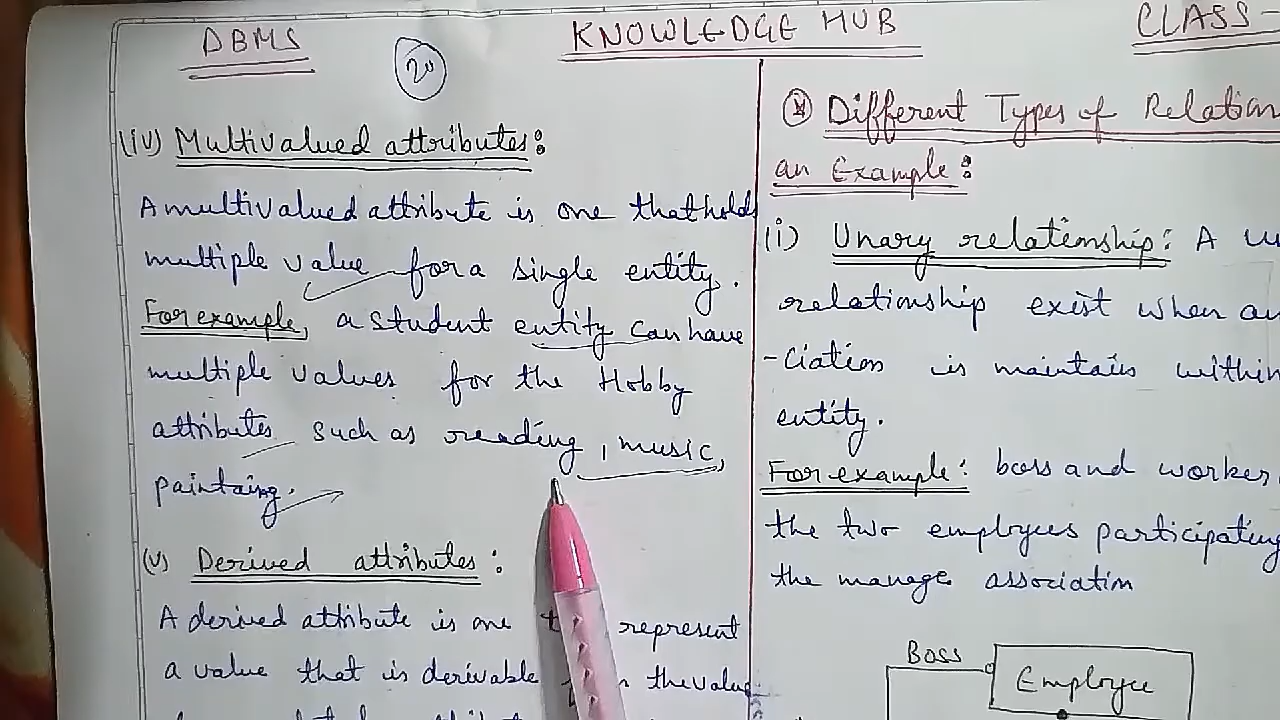 DBMS
20
KNOWLEDGE HUB
CLASS-
(iv) Multivalued attributes:
A multivalued attribute is one that holds
multiple value for a single entity.
For example, a student entity can have
multiple values for the Hobby
attributes such as reading, music,
paintaing.
(v) Derived attributes:
A derived attribute is one represent
a value that is derivable the value
Different Types of Relation
an Example:
(i) Unary relationship: A
relationship exist when an
-ciation is maintais within
entity.
For example: boss and worker.
the two employees participating
the manage association
Boss
Employee